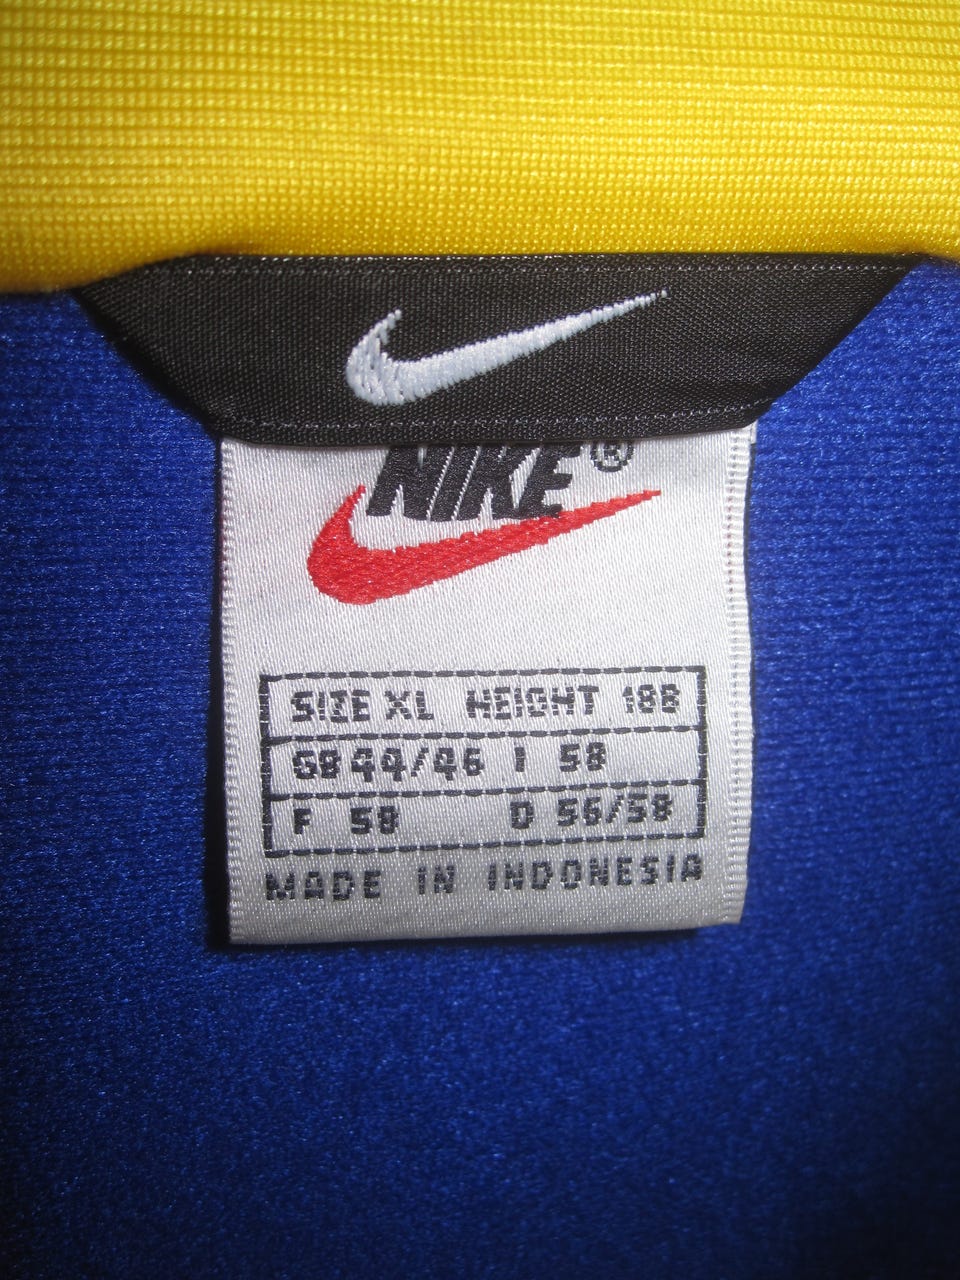 NIKE®
SIZE XL HEIGHT 188
GB 44/46 I 58
F 58 D 56/58
MADE IN INDONESIA